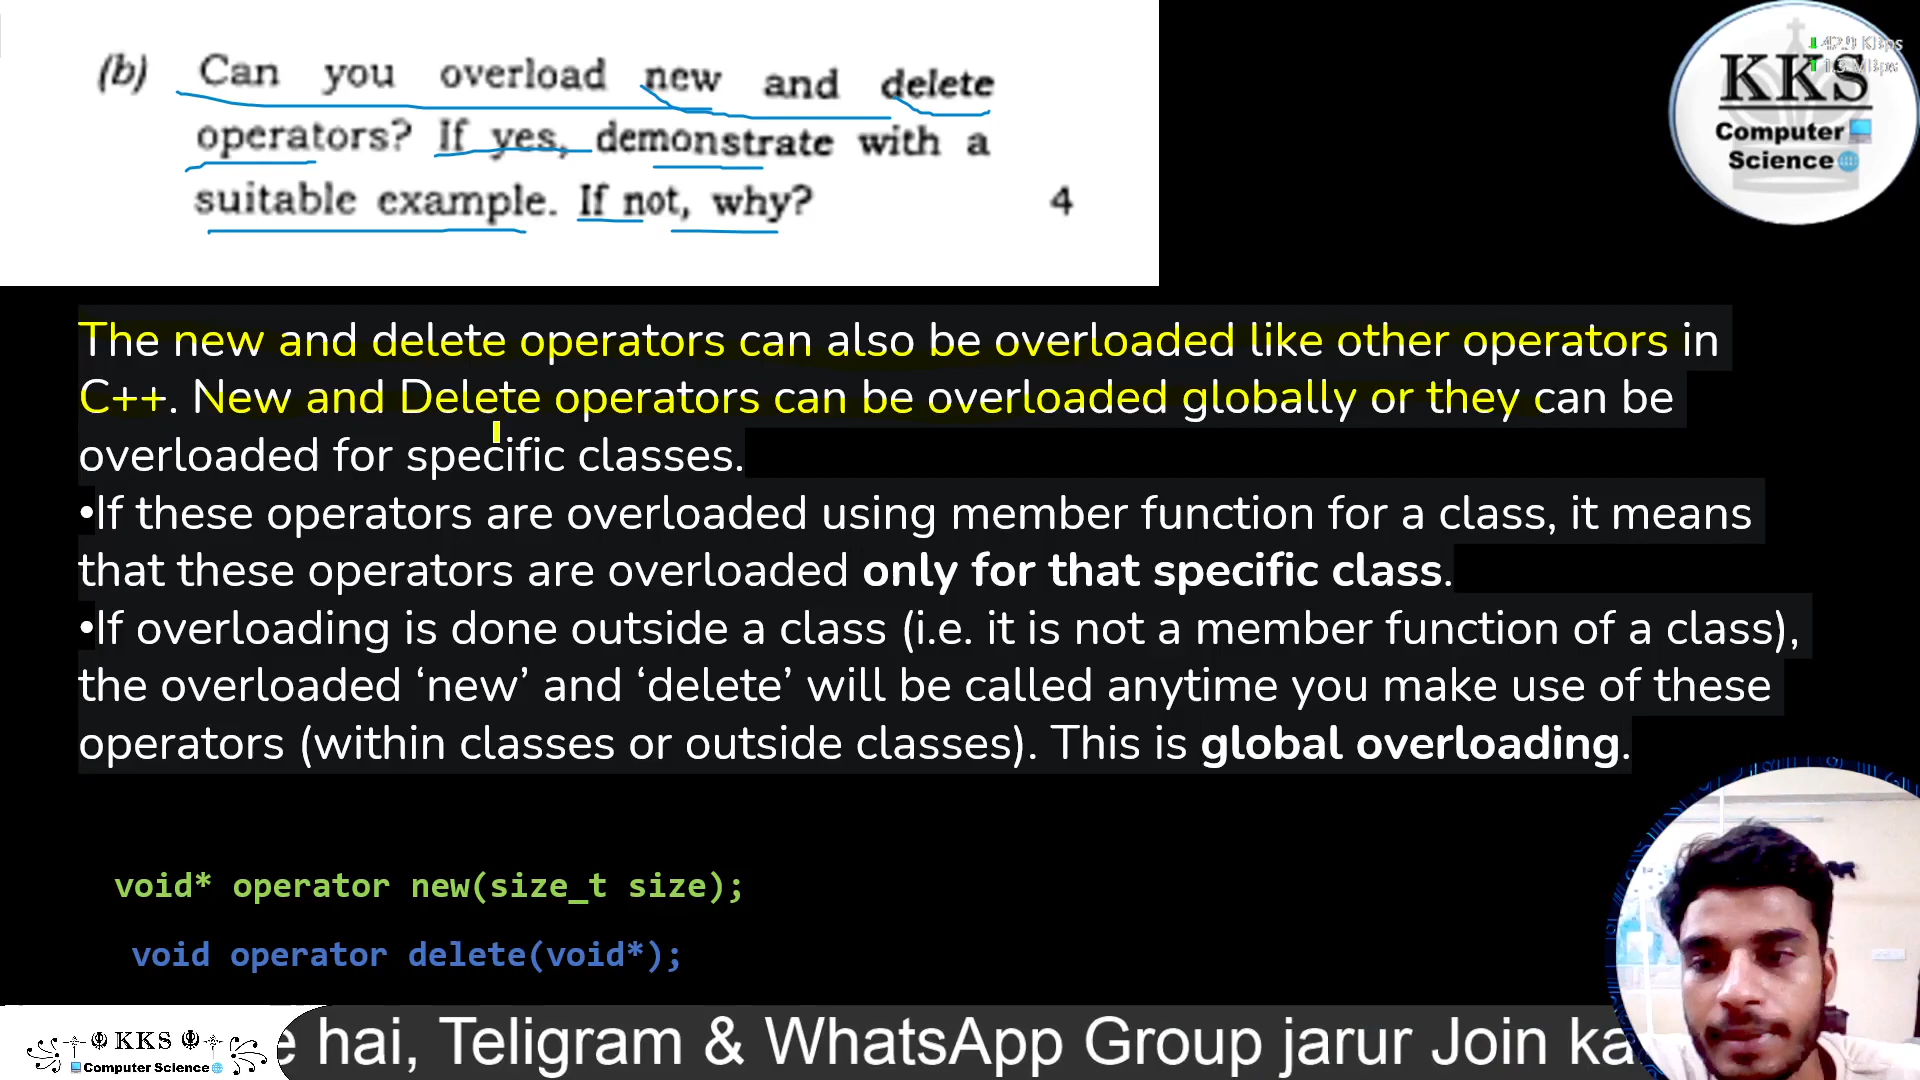 (b) Can you overload new and delete
operators? If yes, demonstrate with a
suitable example. If not, why? 4
KKS
Computer
Science
The new and delete operators can also be overloaded like other operators in
C++. New and Delete operators can be overloaded globally or they can be
overloaded for specific classes.
•If these operators are overloaded using member function for a class, it means
that these operators are overloaded only for that specific class.
•If overloading is done outside a class (i.e. it is not a member function of a class),
the overloaded ‘new’ and ‘delete’ will be called anytime you make use of these
operators (within classes or outside classes). This is global overloading.
void* operator new(size_t size);
void operator delete(void*);
KKS
Computer Science
e hai, Teligram & WhatsApp Group jarur Join ka